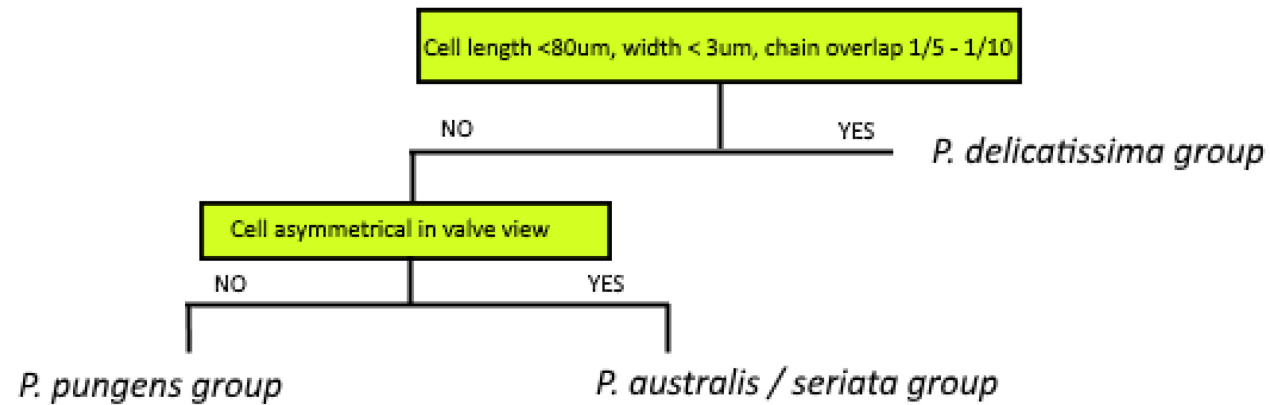 Cell length <80um, width < 3um, chain overlap 1/5 - 1/10
NO
YES
P. delicatissima group
Cell asymmetrical in valve view
NO
YES
P. pungens group
P. australis / seriata group